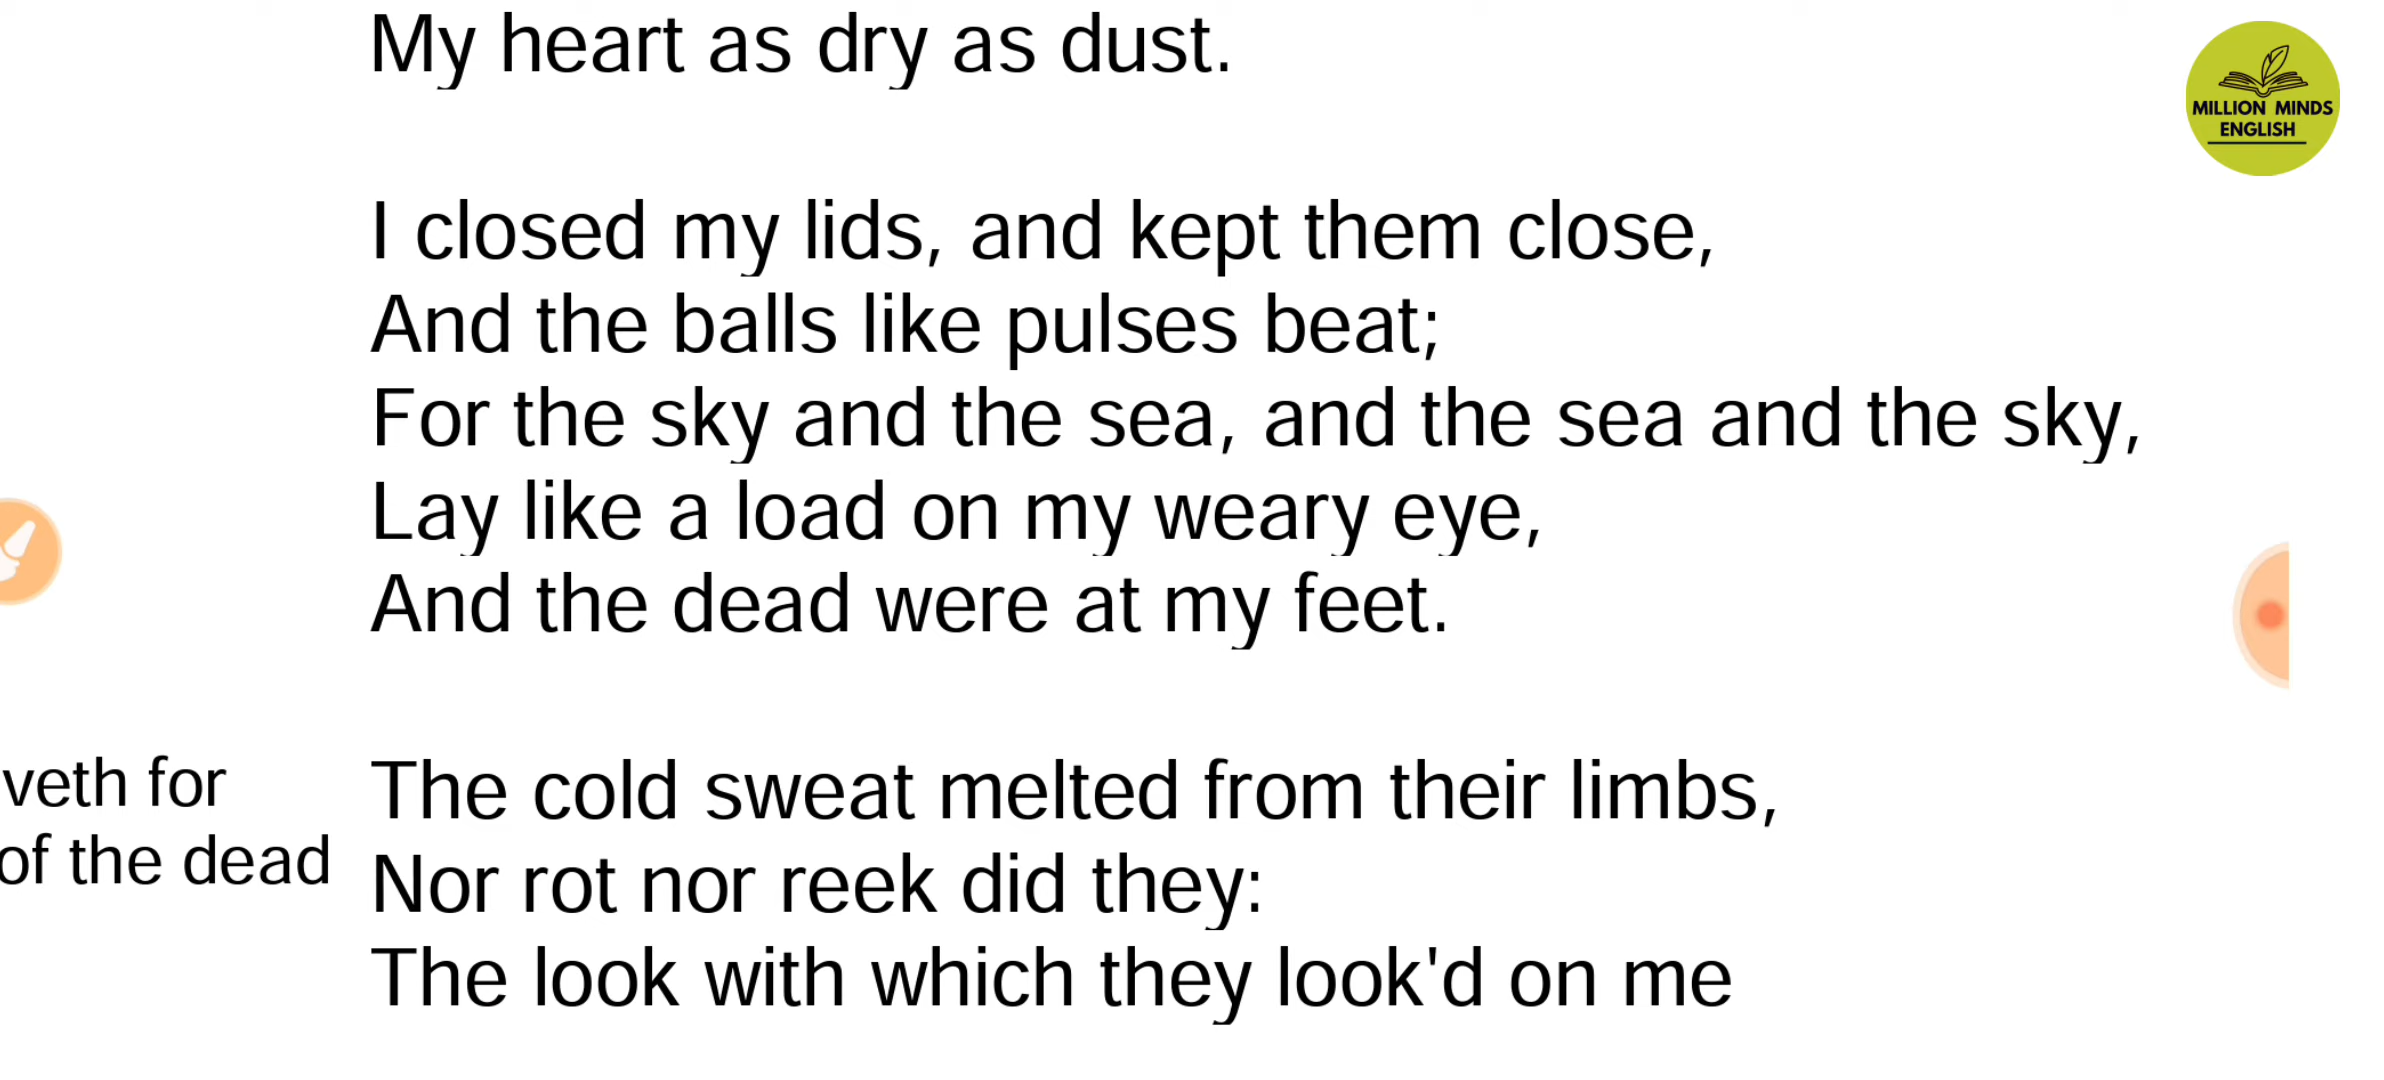 My heart as dry as dust.
MILLION MINDS
ENGLISH
I closed my lids, and kept them close,
And the balls like pulses beat;
For the sky and the sea, and the sea and the sky,
Lay like a load on my weary eye,
And the dead were at my feet.
veth for
of the dead
The cold sweat melted from their limbs,
Nor rot nor reek did they:
The look with which they look'd on me